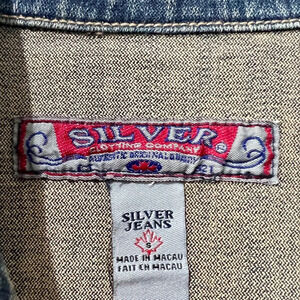 SILVER
®
CLOTHING COMPANY
AUTHENTIC ORIGINAL QUALITY
SILVER
JEANS
S
MADE IN MACAU
FAIT EN MACAU